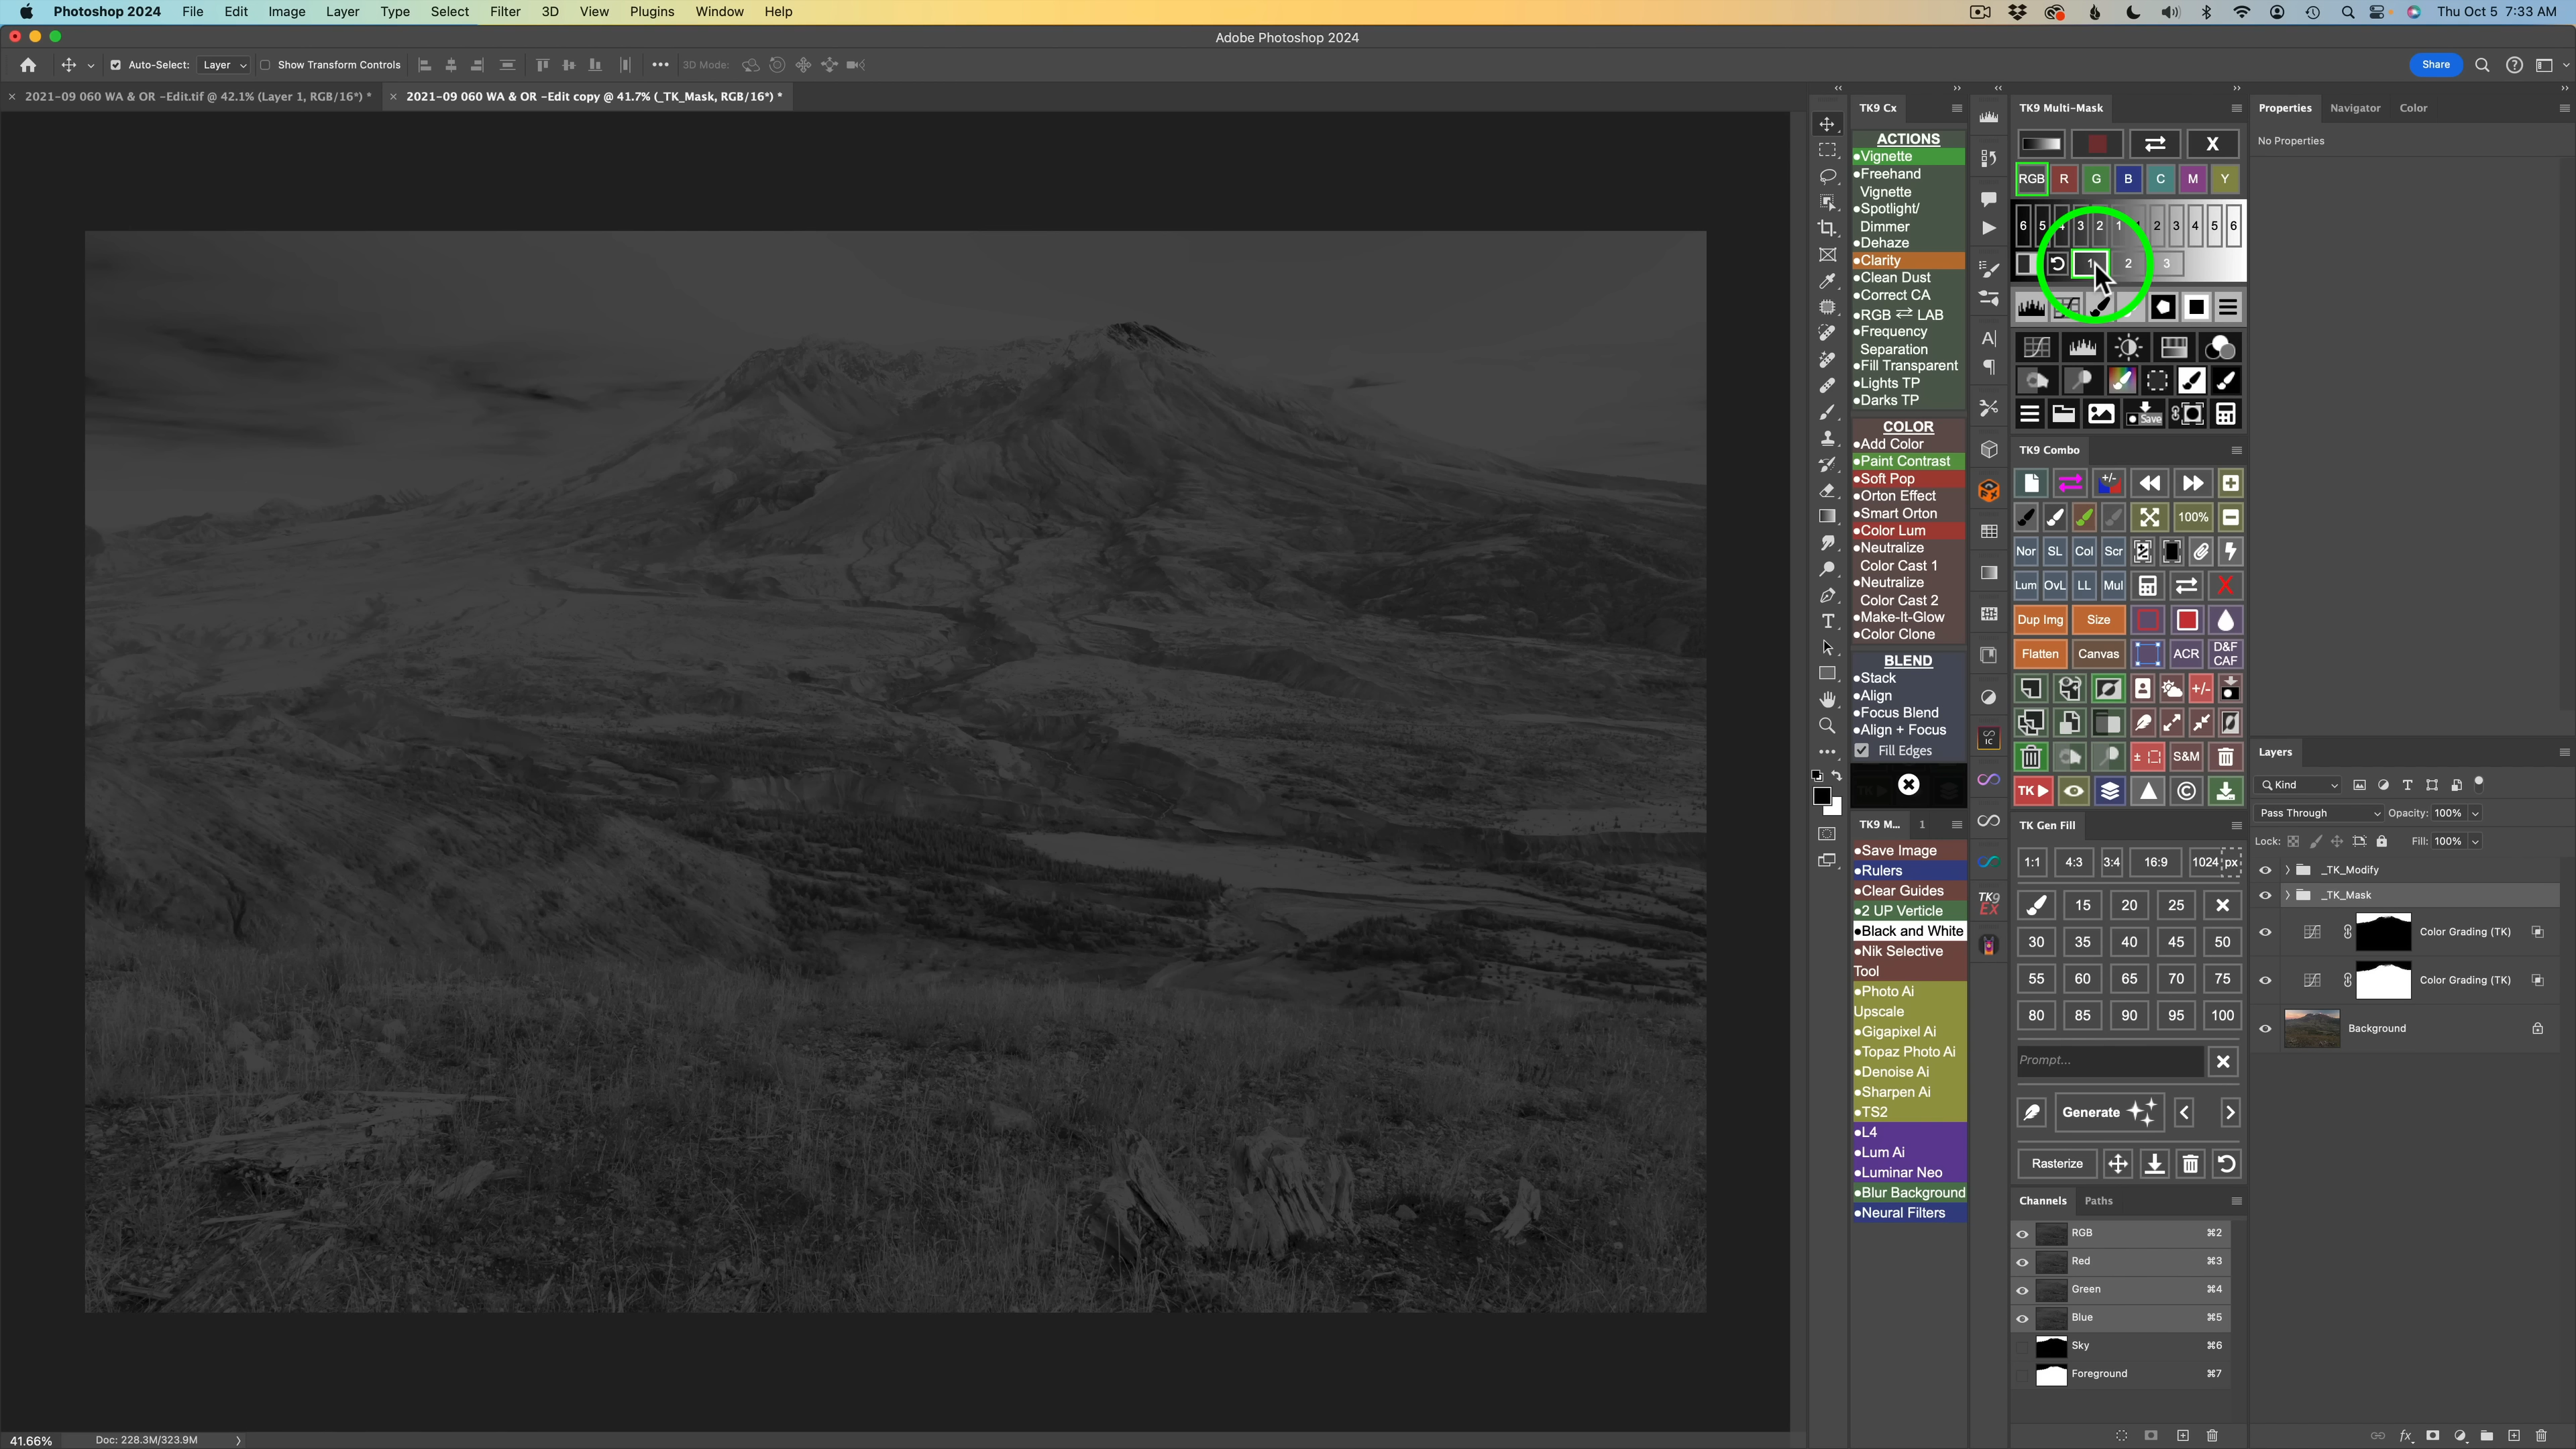 Photoshop 2024 File Edit Image Layer Type Select Filter 3D View Plugins Window Help Thu Oct 5 7:33 AM
Adobe Photoshop 2024
Auto-Select: Layer Show Transform Controls 3D Mode: Share
2021-09 060 WA & OR -Edit.tif @ 42.1% (Layer 1, RGB/16*) *
2021-09 060 WA & OR -Edit copy @ 41.7% (_TK_Mask, RGB/16*) *
TK9 Cx
ACTIONS
•Vignette
•Freehand
Vignette
•Spotlight/
Dimmer
•Dehaze
•Clarity
•Clean Dust
•Correct CA
•RGB ⇄ LAB
•Frequency
Separation
•Fill Transparent
•Lights TP
•Darks TP
COLOR
•Add Color
•Paint Contrast
•Soft Pop
•Orton Effect
•Smart Orton
•Color Lum
•Neutralize
Color Cast 1
•Neutralize
Color Cast 2
•Make-It-Glow
•Color Clone
BLEND
•Stack
•Align
•Focus Blend
•Align + Focus
Fill Edges
TK9 M... 1
•Save Image
•Rulers
•Clear Guides
•2 UP Verticle
•Black and White
•Nik Selective
Tool
•Photo Ai
Upscale
•Gigapixel Ai
•Topaz Photo Ai
•Denoise Ai
•Sharpen Ai
•TS2
•L4
•Lum Ai
•Luminar Neo
•Blur Background
•Neural Filters
IC
TK9
EX
TK9 Multi-Mask
X
RGB R G B C M Y
6 5 4 3 2 1 1 2 3 4 5 6
1 2 3
Save
TK9 Combo
+/-
100%
Nor SL Col Scr
Lum OvL LL Mul X
Dup Img Size
Flatten Canvas ACR D&F
CAF
+/-
± S&M
TK
TK Gen Fill
1:1 4:3 3:4 16:9 1024 px
15 20 25
30 35 40 45 50
55 60 65 70 75
80 85 90 95 100
Prompt...
Generate
Rasterize
Channels Paths
RGB ⌘2
Red ⌘3
Green ⌘4
Blue ⌘5
Sky ⌘6
Foreground ⌘7
Properties Navigator Color
No Properties
Layers
Kind
Pass Through Opacity: 100%
Lock: Fill: 100%
_TK_Modify
_TK_Mask
Color Grading (TK)
Color Grading (TK)
Background
41.66% Doc: 228.3M/323.9M